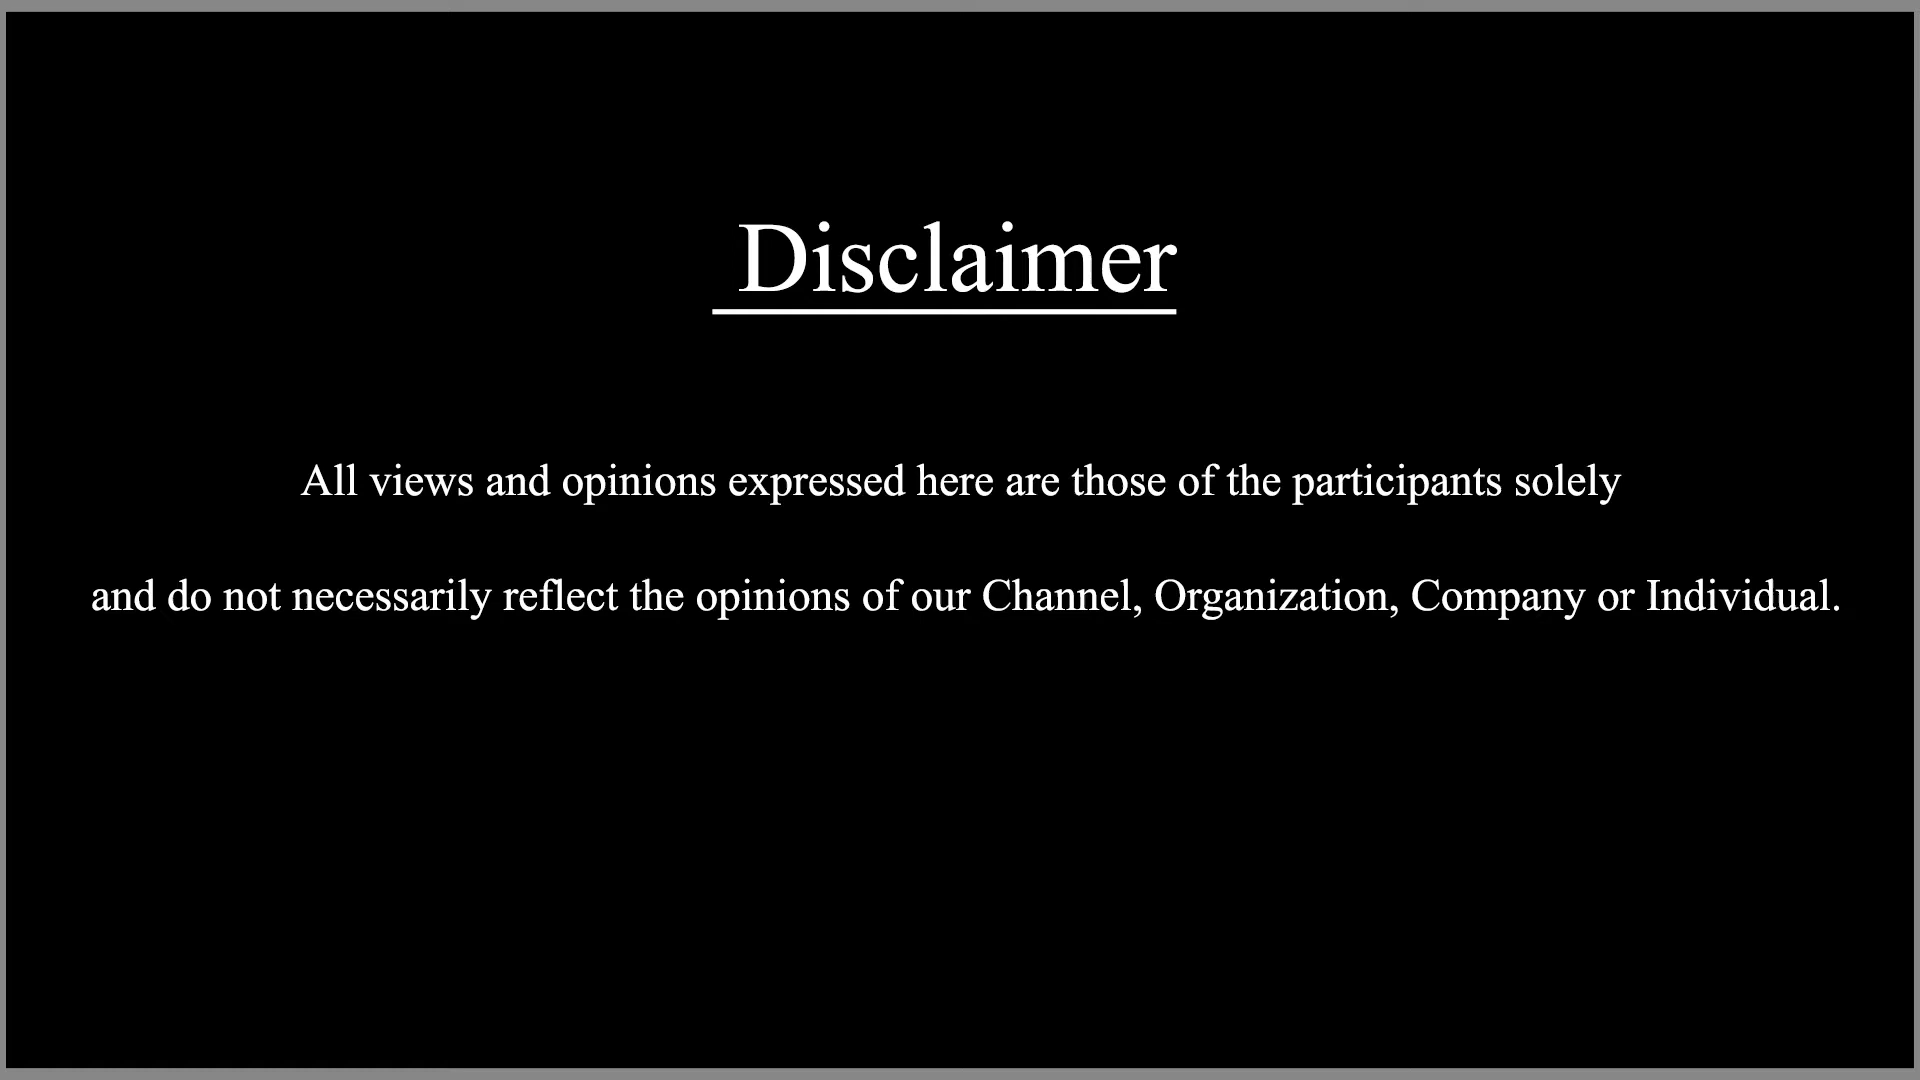 Disclaimer
All views and opinions expressed here are those of the participants solely
and do not necessarily reflect the opinions of our Channel, Organization, Company or Individual.